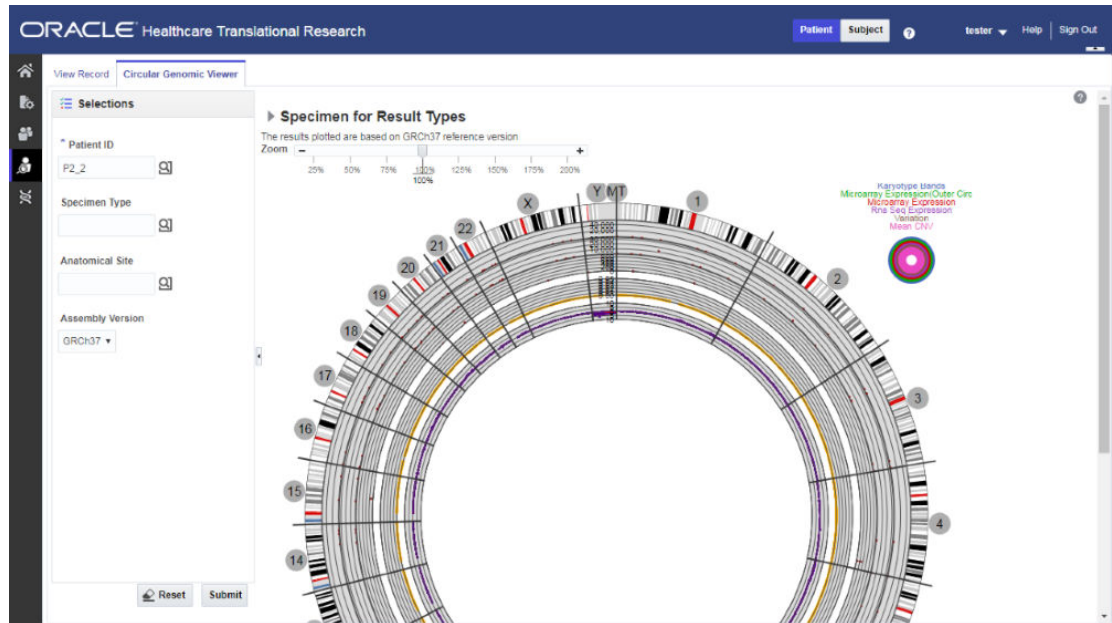 ORACLE Healthcare Translational Research
Patient Subject ? tester Help Sign Out
View Record Circular Genomic Viewer
Selections
* Patient ID
P2_2
Specimen Type
Anatomical Site
Assembly Version
GRCh37
Reset Submit
Specimen for Result Types
The results plotted are based on GRCh37 reference version
Zoom - +
25% 50% 75% 100% 125% 150% 175% 200%
100%
Karyotype Bands
Microarray Expression(Outer Circ
Microarray Expression
Rna Seq Expression
Variation
Mean CNV
X
Y
MT
1
2
3
4
22
21
20
19
18
17
16
15
14